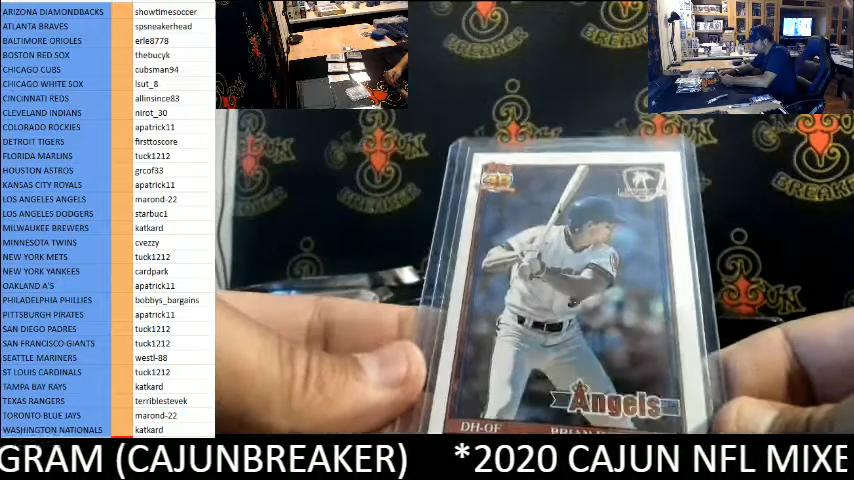 ARIZONA DIAMONDBACKS showtimesoccer
ATLANTA BRAVES spsneakerhead
BALTIMORE ORIOLES erle8778
BOSTON RED SOX thebucyk
CHICAGO CUBS cubsman94
CHICAGO WHITE SOX lsut_8
CINCINNATI REDS allinsince83
CLEVELAND INDIANS nirot_30
COLORADO ROCKIES apatrick11
DETROIT TIGERS firsttoscore
FLORIDA MARLINS tuck1212
HOUSTON ASTROS grcof33
KANSAS CITY ROYALS apatrick11
LOS ANGELES ANGELS marond-22
LOS ANGELES DODGERS starbuc1
MILWAUKEE BREWERS katkard
MINNESOTA TWINS cvezzy
NEW YORK METS tuck1212
NEW YORK YANKEES cardpark
OAKLAND A'S apatrick11
PHILADELPHIA PHILLIES bobbys_bargains
PITTSBURGH PIRATES apatrick11
SAN DIEGO PADRES tuck1212
SAN FRANCISCO GIANTS tuck1212
SEATTLE MARINERS westl-88
ST LOUIS CARDINALS tuck1212
TAMPA BAY RAYS katkard
TEXAS RANGERS terriblestevek
TORONTO BLUE JAYS marond-22
WASHINGTON NATIONALS katkard
CAJUN
BREAKER
Angels
DH-OF
GRAM (CAJUNBREAKER) *2020 CAJUN NFL MIXE